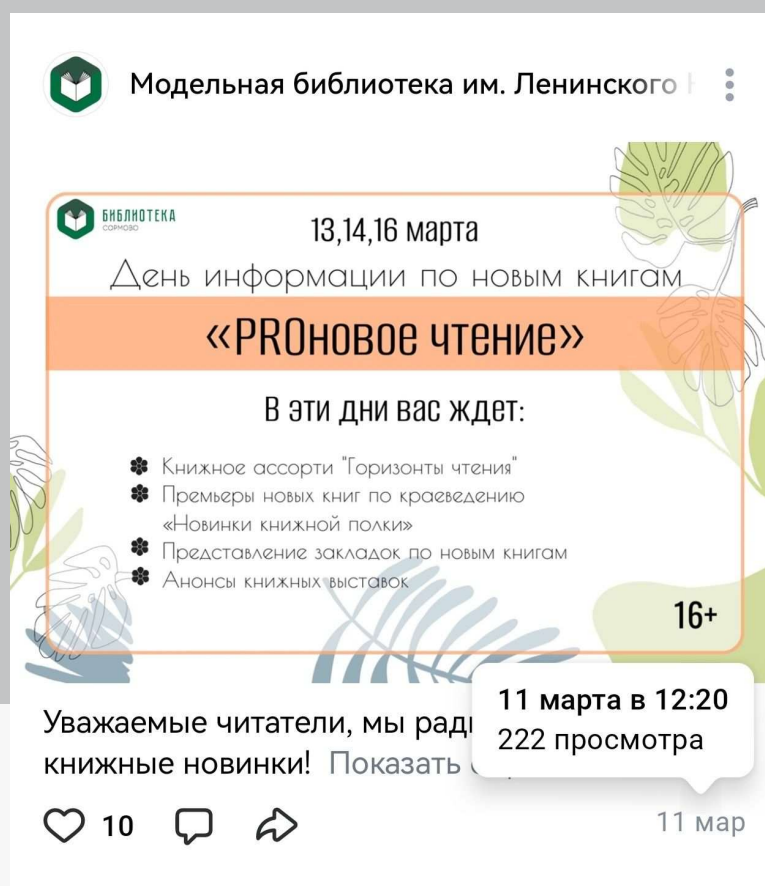 Модельная библиотека им. Ленинского
БИБЛИОТЕКА
СОРМОВО
13,14,16 марта
День информации по новым книгам
«PROновое чтение»
В эти дни вас ждет:
Книжное ассорти "Горизонты чтения"
Премьеры новых книг по краеведению
«Новинки книжной полки»
Представление закладок по новым книгам
Анонсы книжных выставок
16+
Уважаемые читатели, мы
книжные новинки! Показать
11 марта в 12:20
222 просмотра
10
11 мар